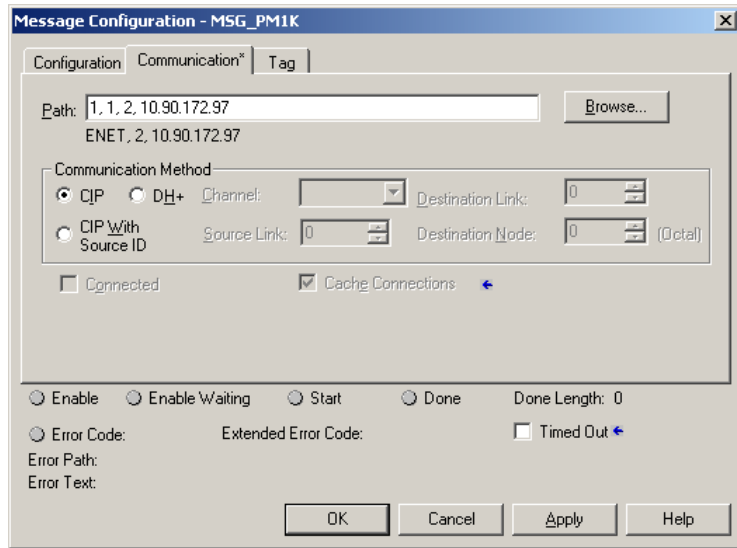 Message Configuration - MSG_PM1K
Configuration Communication* Tag
Path: 1, 1, 2, 10.90.172.97 Browse...
ENET, 2, 10.90.172.97
Communication Method
CIP DH+ Channel: Destination Link: 0
CIP With Source ID Source Link: 0 Destination Node: 0 (Octal)
Connected Cache Connections
Enable Enable Waiting Start Done Done Length: 0
Error Code: Extended Error Code: Timed Out
Error Path:
Error Text:
OK Cancel Apply Help